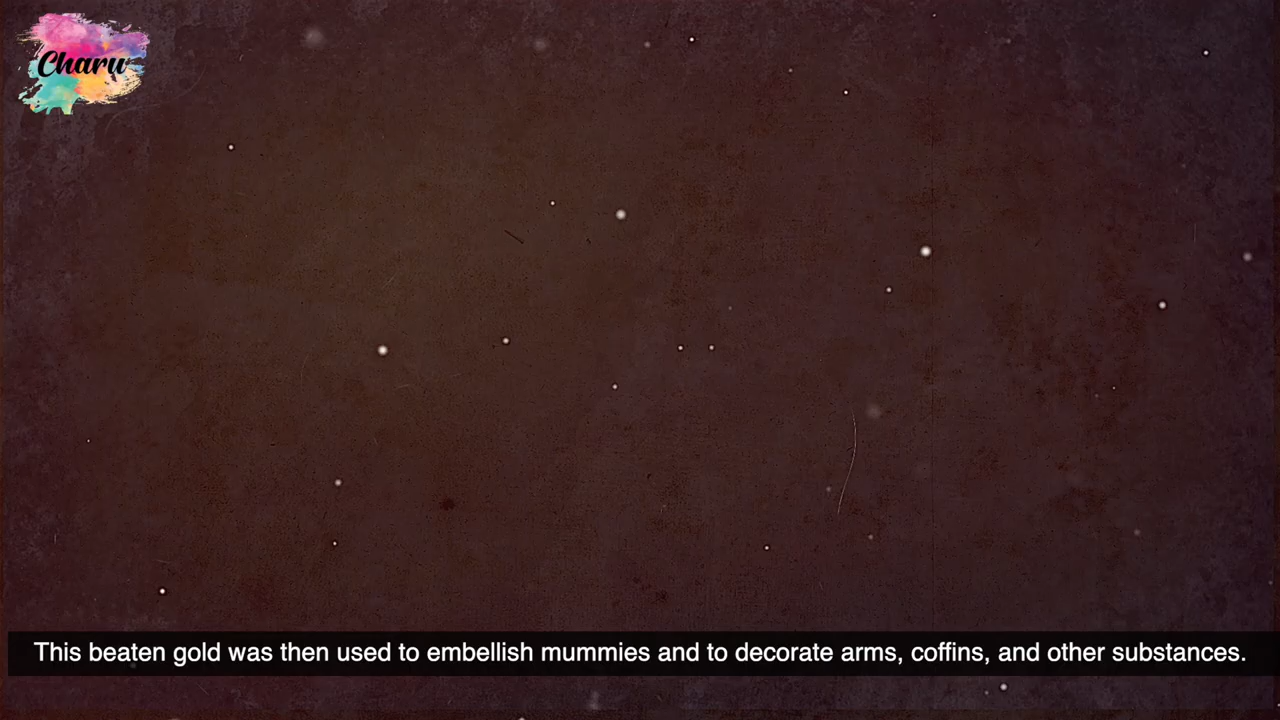 Charu
This beaten gold was then used to embellish mummies and to decorate arms, coffins, and other substances.